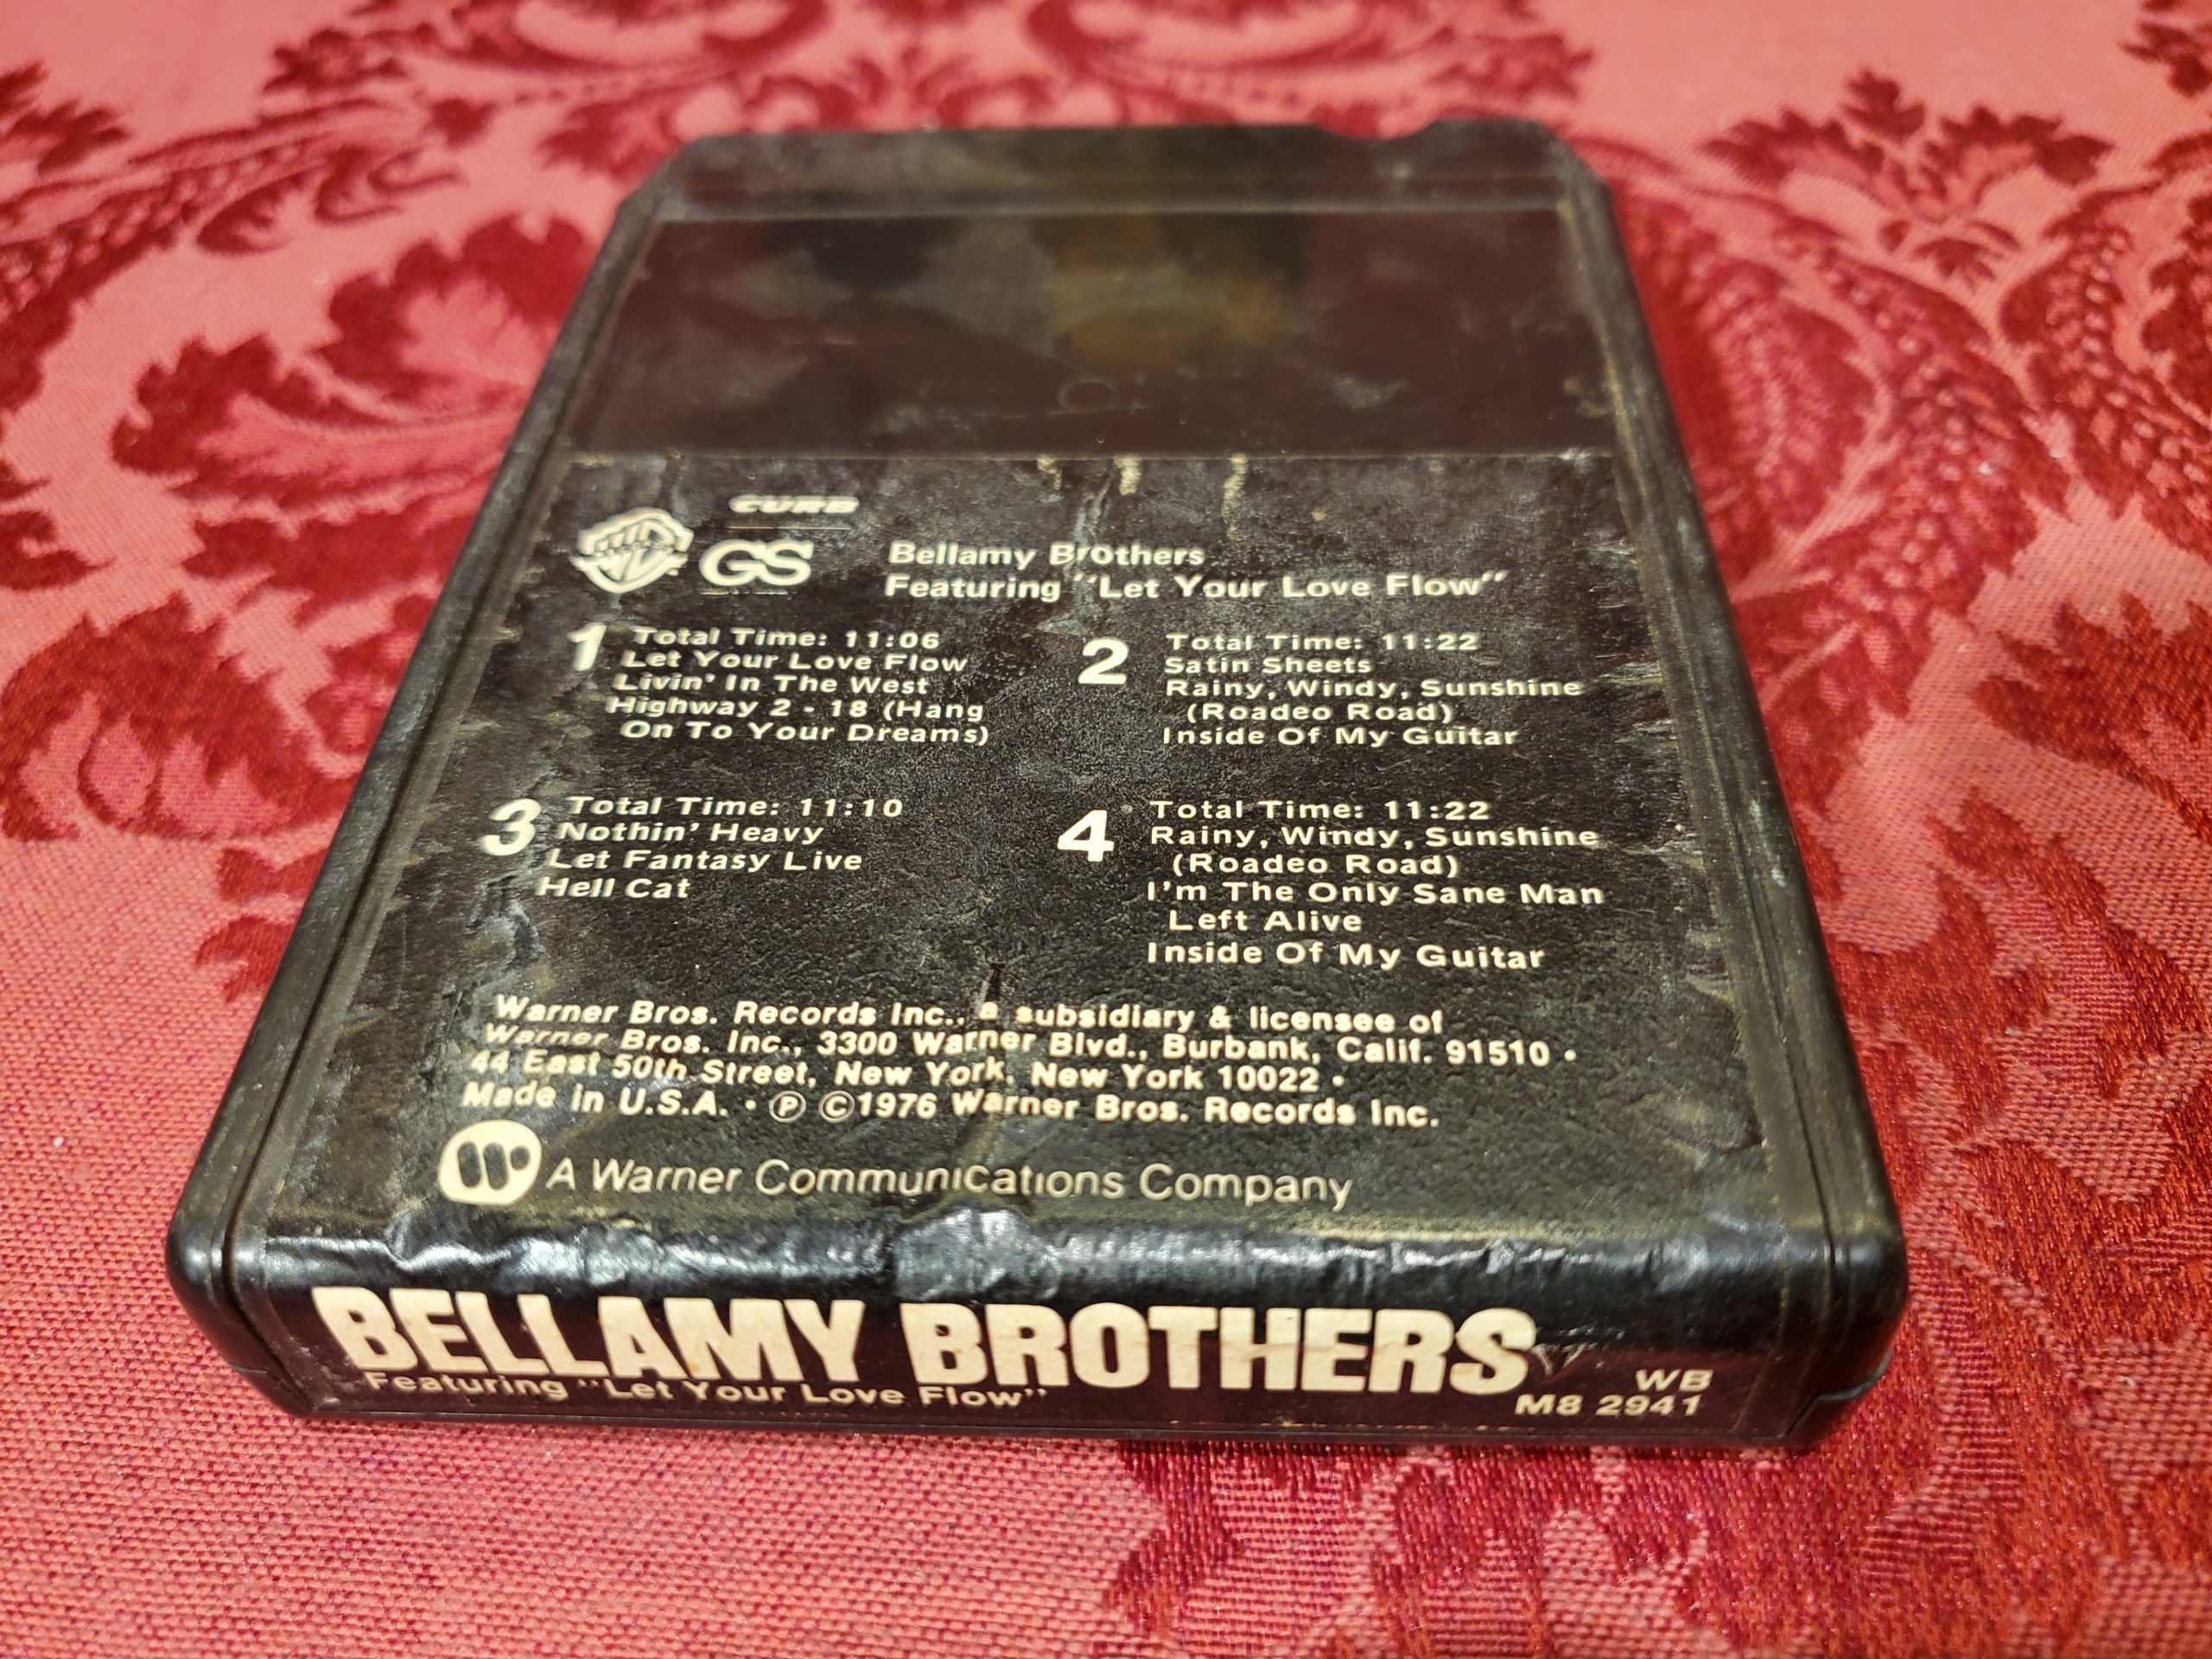 CURB
WB
GS
Bellamy Brothers
Featuring "Let Your Love Flow"
1
Total Time: 11:06
Let Your Love Flow
Livin' In The West
Highway 2 - 18 (Hang
On To Your Dreams)
2
Total Time: 11:22
Satin Sheets
Rainy, Windy, Sunshine
(Roadeo Road)
Inside Of My Guitar
3
Total Time: 11:10
Nothin' Heavy
Let Fantasy Live
Hell Cat
4
Total Time: 11:22
Rainy, Windy, Sunshine
(Roadeo Road)
I'm The Only Sane Man
Left Alive
Inside Of My Guitar
Warner Bros. Records Inc., a subsidiary & licensee of
Warner Bros. Inc., 3300 Warner Blvd., Burbank, Calif. 91510 •
44 East 50th Street, New York, New York 10022 •
Made in U.S.A. • ℗ ©1976 Warner Bros. Records Inc.
A Warner Communications Company
BELLAMY BROTHERS
Featuring "Let Your Love Flow"
WB
M8 2941